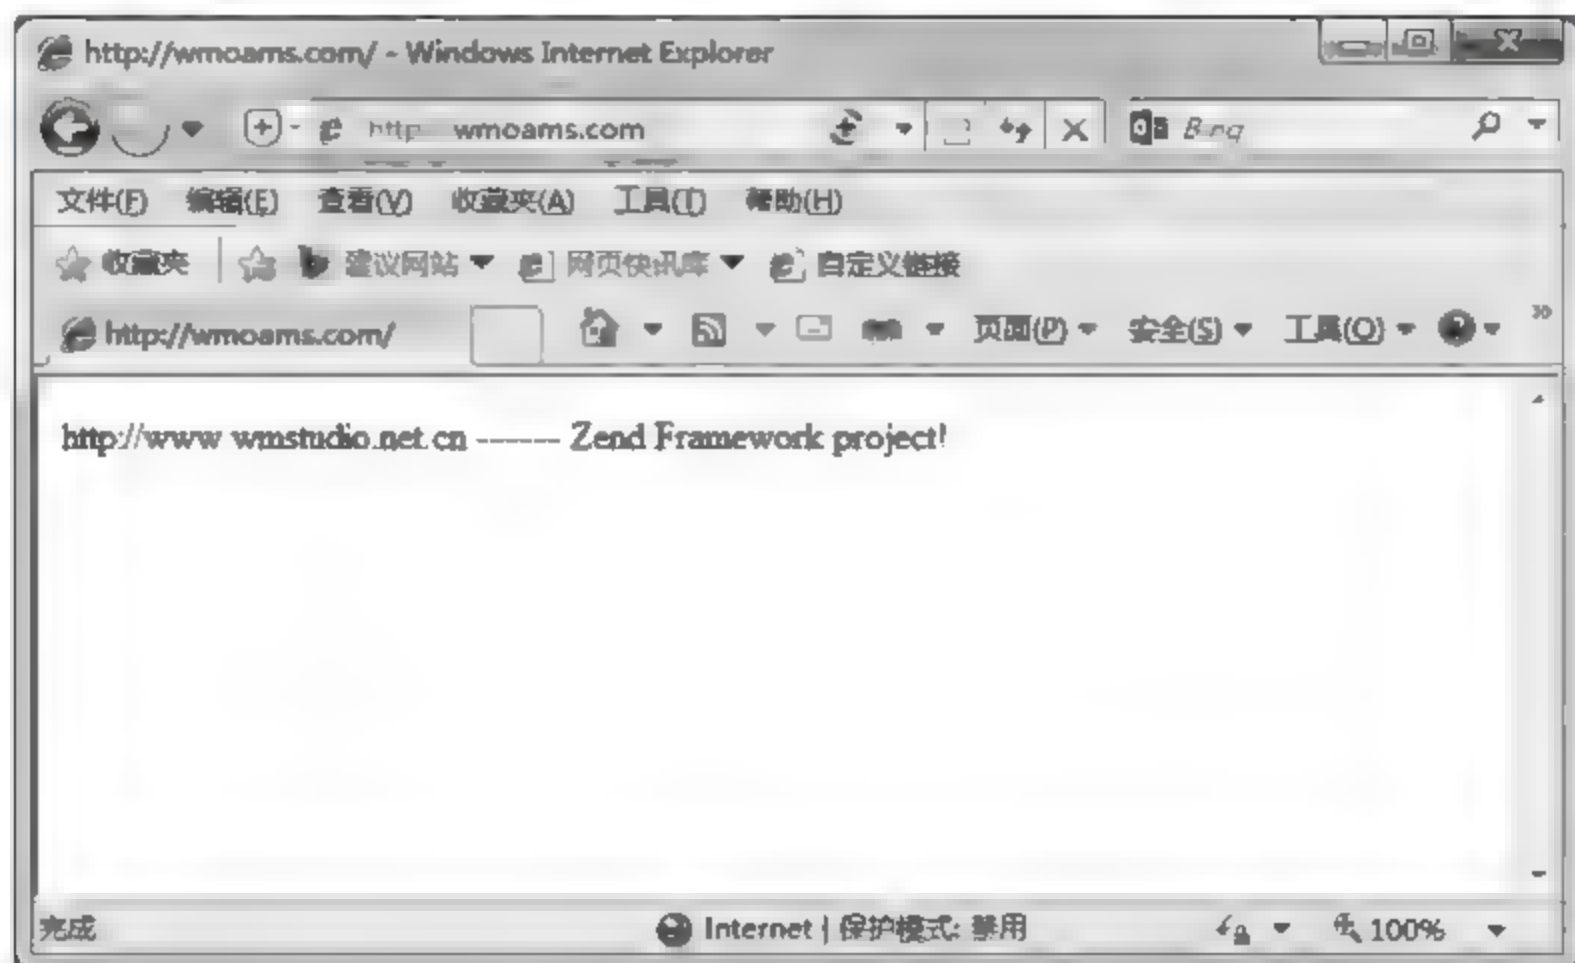 http://wmoams.com/ - Windows Internet Explorer
http wmoams.com Bing
文件(F) 编辑(E) 查看(V) 收藏夹(A) 工具(T) 帮助(H)
收藏夹 建议网站 网页快讯库 自定义链接
http://wmoams.com/ 页面(P) 安全(S) 工具(O) »
http://www.wmstudio.net.cn ------ Zend Framework project!
完成 Internet | 保护模式: 禁用 100%